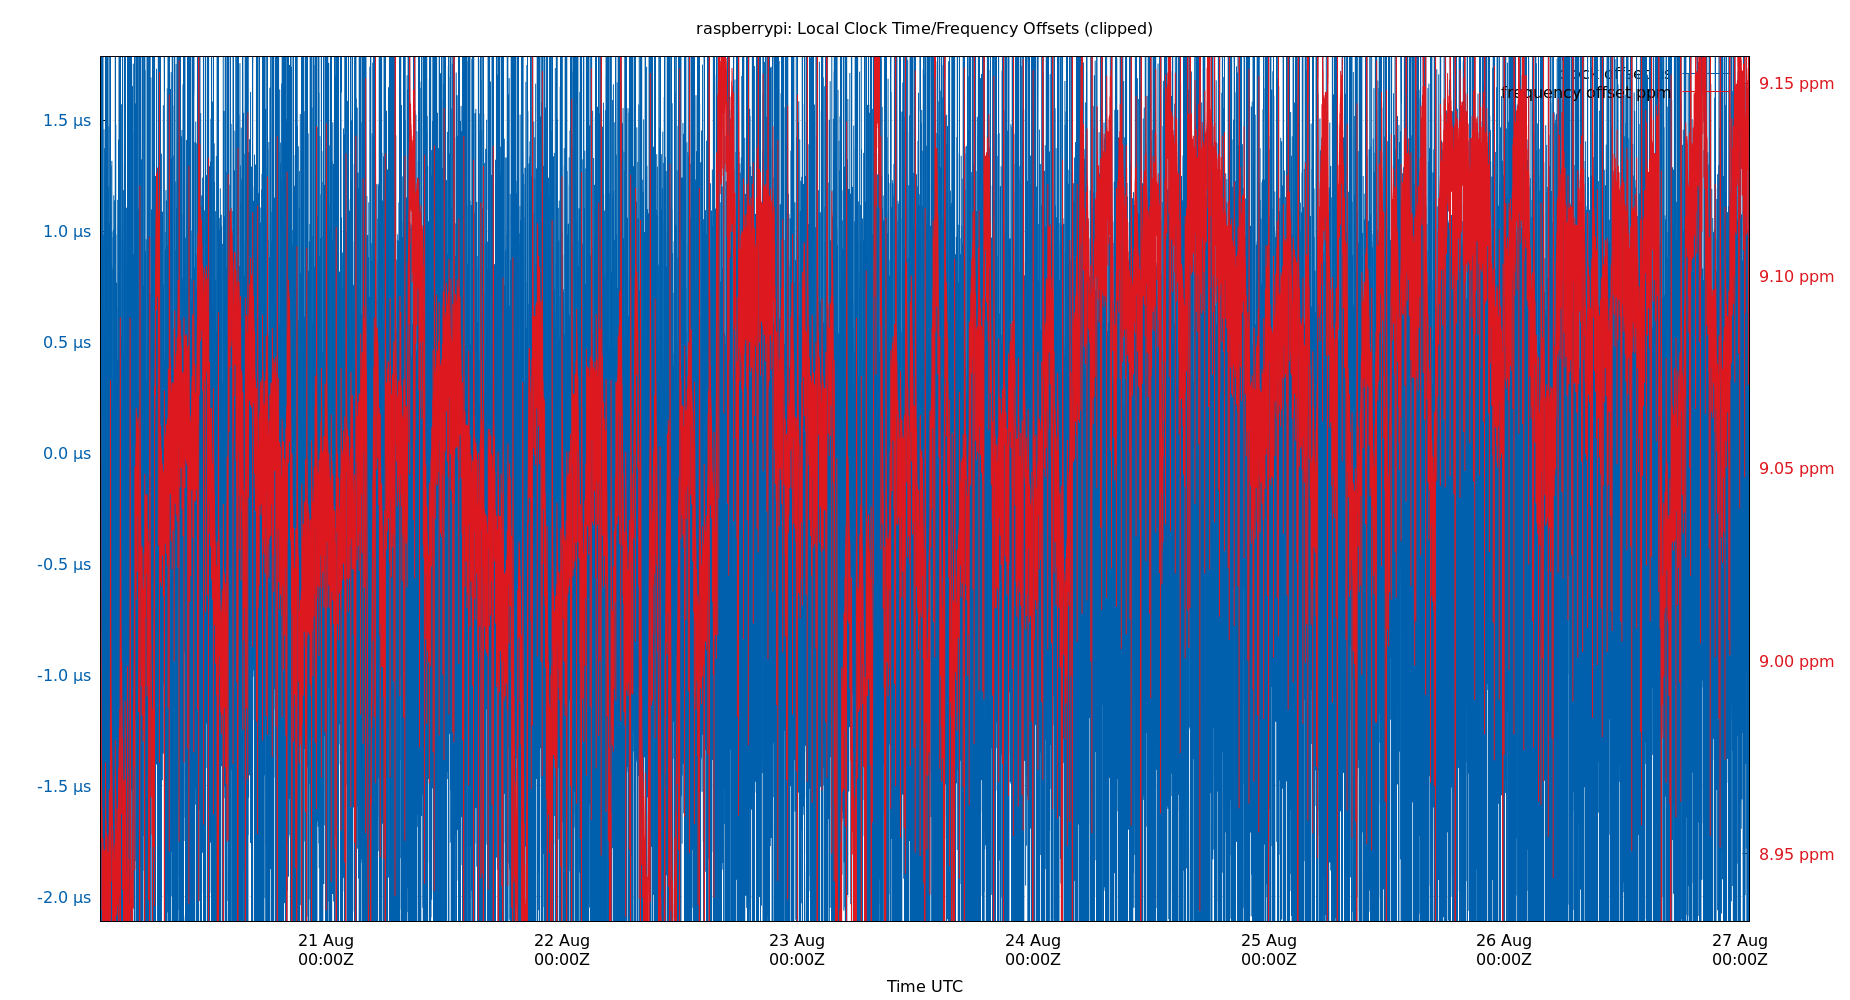 raspberrypi: Local Clock Time/Frequency Offsets (clipped)
clock offset
frequency offset ppm
1.5 µs
1.0 µs
0.5 µs
0.0 µs
-0.5 µs
-1.0 µs
-1.5 µs
-2.0 µs
9.15 ppm
9.10 ppm
9.05 ppm
9.00 ppm
8.95 ppm
21 Aug
00:00Z
22 Aug
00:00Z
23 Aug
00:00Z
24 Aug
00:00Z
25 Aug
00:00Z
26 Aug
00:00Z
27 Aug
00:00Z
Time UTC